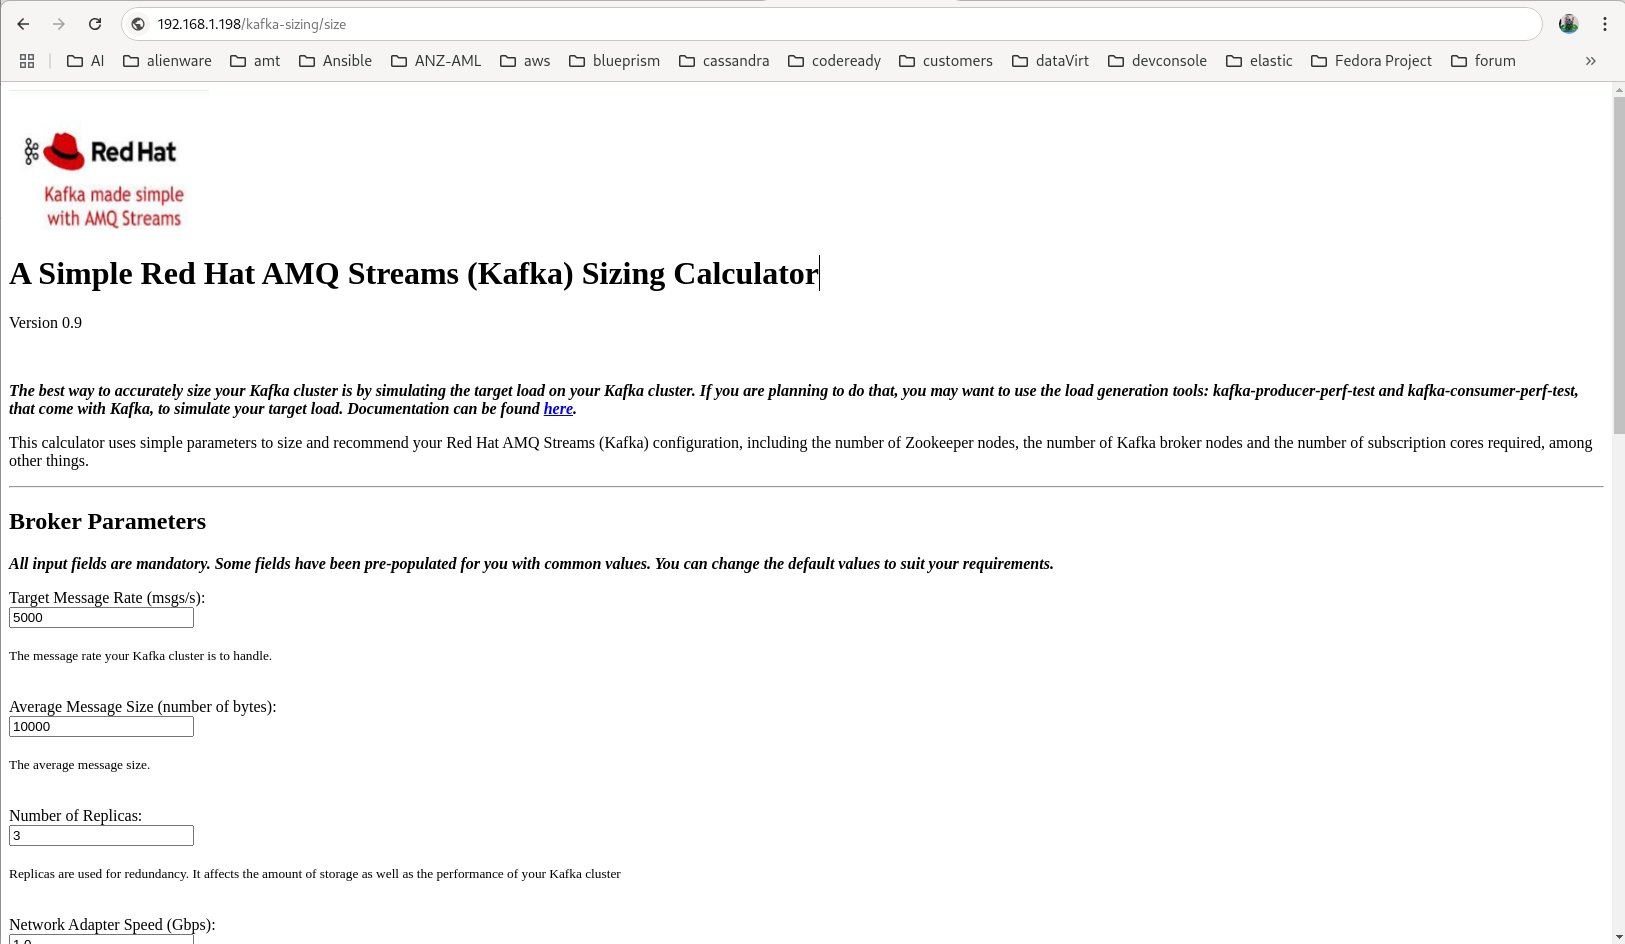 192.168.1.198/kafka-sizing/size
AI alienware amt Ansible ANZ-AML aws blueprism cassandra codeready customers dataVirt devconsole elastic Fedora Project forum »
Red Hat
Kafka made simple
with AMQ Streams
A Simple Red Hat AMQ Streams (Kafka) Sizing Calculator
Version 0.9
The best way to accurately size your Kafka cluster is by simulating the target load on your Kafka cluster. If you are planning to do that, you may want to use the load generation tools: kafka-producer-perf-test and kafka-consumer-perf-test,
that come with Kafka, to simulate your target load. Documentation can be found here.
This calculator uses simple parameters to size and recommend your Red Hat AMQ Streams (Kafka) configuration, including the number of Zookeeper nodes, the number of Kafka broker nodes and the number of subscription cores required, among
other things.
Broker Parameters
All input fields are mandatory. Some fields have been pre-populated for you with common values. You can change the default values to suit your requirements.
Target Message Rate (msgs/s):
5000
The message rate your Kafka cluster is to handle.
Average Message Size (number of bytes):
10000
The average message size.
Number of Replicas:
3
Replicas are used for redundancy. It affects the amount of storage as well as the performance of your Kafka cluster
Network Adapter Speed (Gbps):